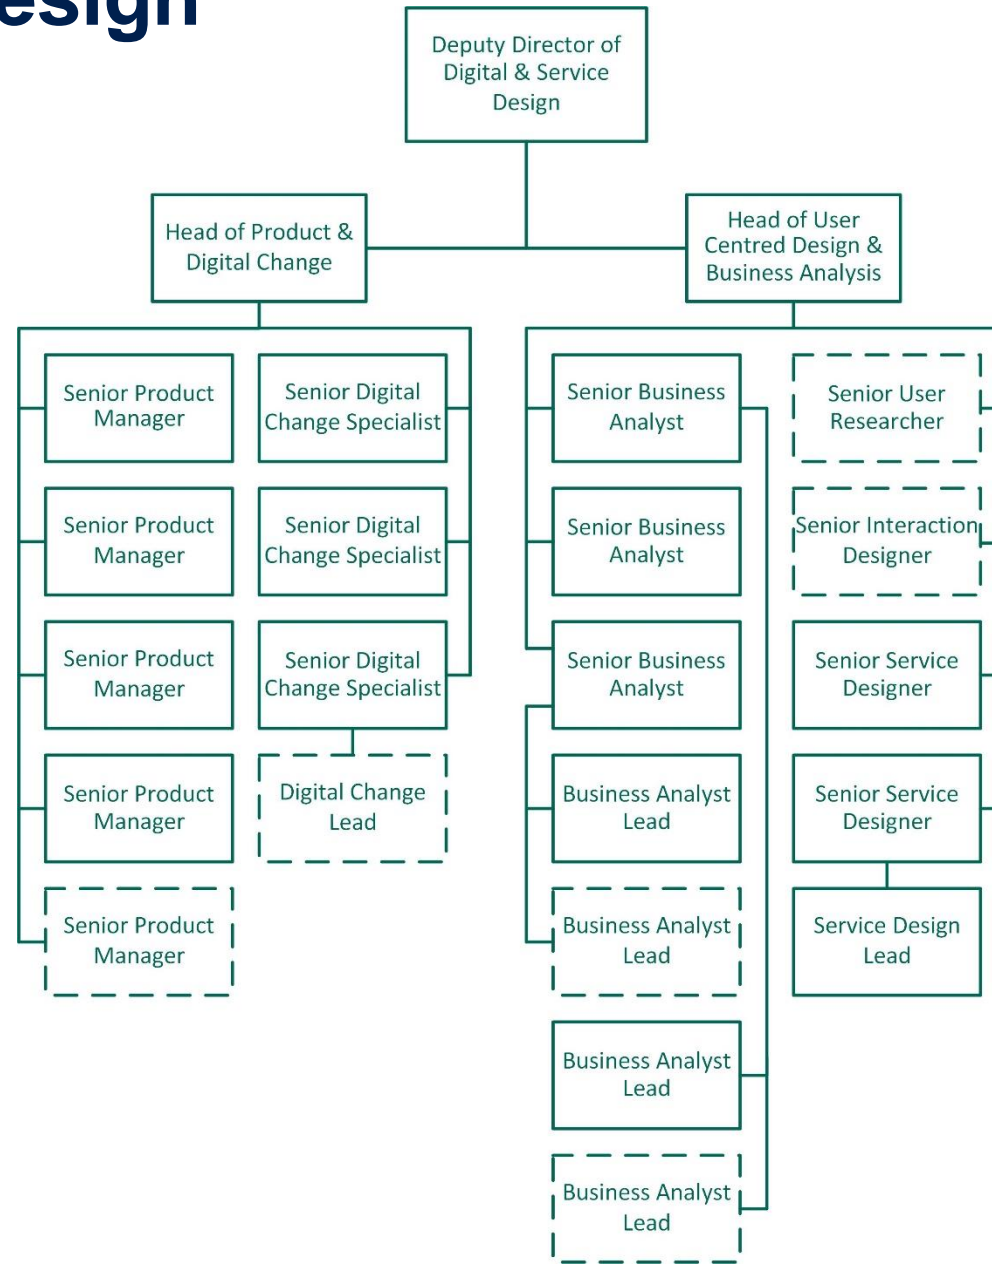 Deputy Director of
Digital & Service
Design
Head of Product &
Digital Change
Head of User
Centred Design &
Business Analysis
Senior Product
Manager
Senior Digital
Change Specialist
Senior Business
Analyst
Senior User
Researcher
Senior Product
Manager
Senior Digital
Change Specialist
Senior Business
Analyst
Senior Interaction
Designer
Senior Product
Manager
Senior Digital
Change Specialist
Senior Business
Analyst
Senior Service
Designer
Senior Product
Manager
Digital Change
Lead
Business Analyst
Lead
Senior Service
Designer
Senior Product
Manager
Business Analyst
Lead
Service Design
Lead
Business Analyst
Lead
Business Analyst
Lead